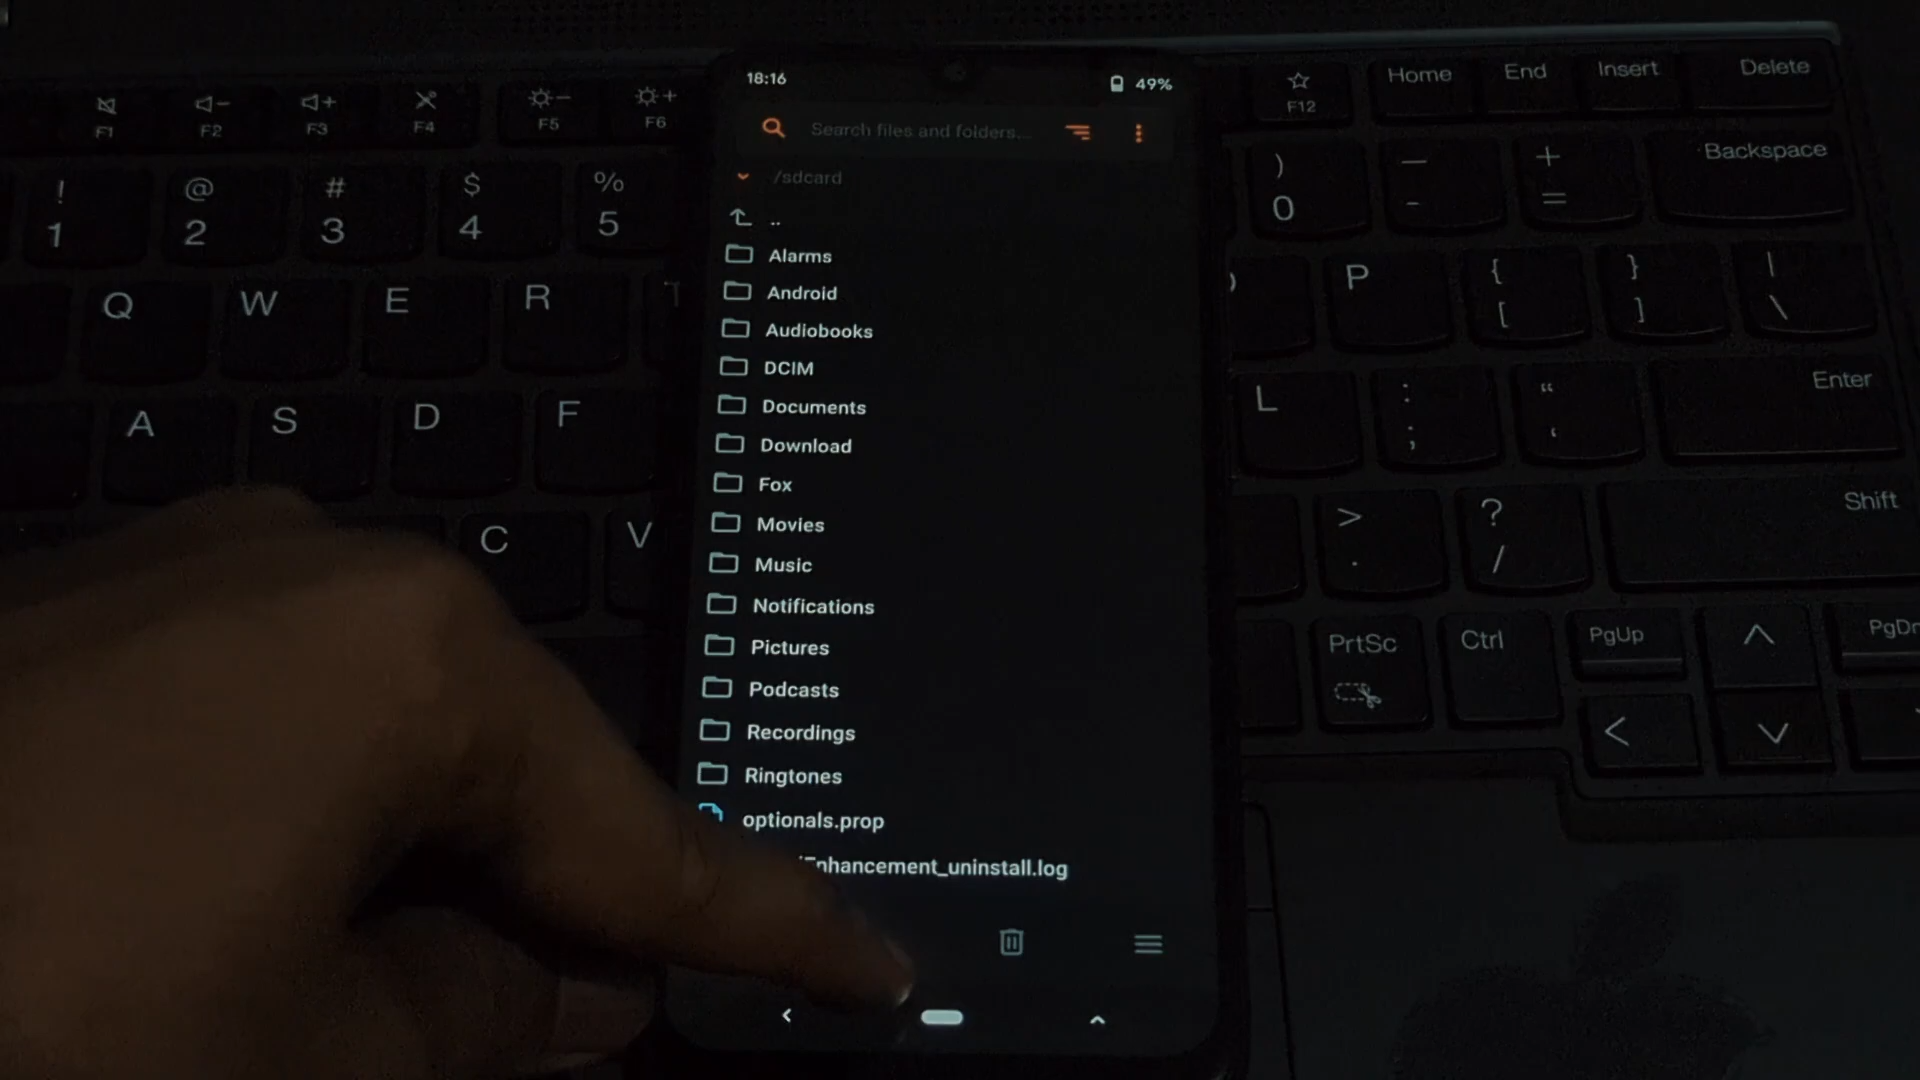 18:16
49%
Search files and folders...
/sdcard
..
Alarms
Android
Audiobooks
DCIM
Documents
Download
Fox
Movies
Music
Notifications
Pictures
Podcasts
Recordings
Ringtones
optionals.prop
nhancement_uninstall.log
F1
F2
F3
F4
F5
F6
F12
Home
End
Insert
Delete
! @ # $ %
1 2 3 4 5
) — +
0 - =
Backspace
Q W E R T
P
{ } |
[ ] \
A S D F
L
: “
; ‘
Enter
C V
> ?
. /
Shift
PrtSc
Ctrl
PgUp
PgDn